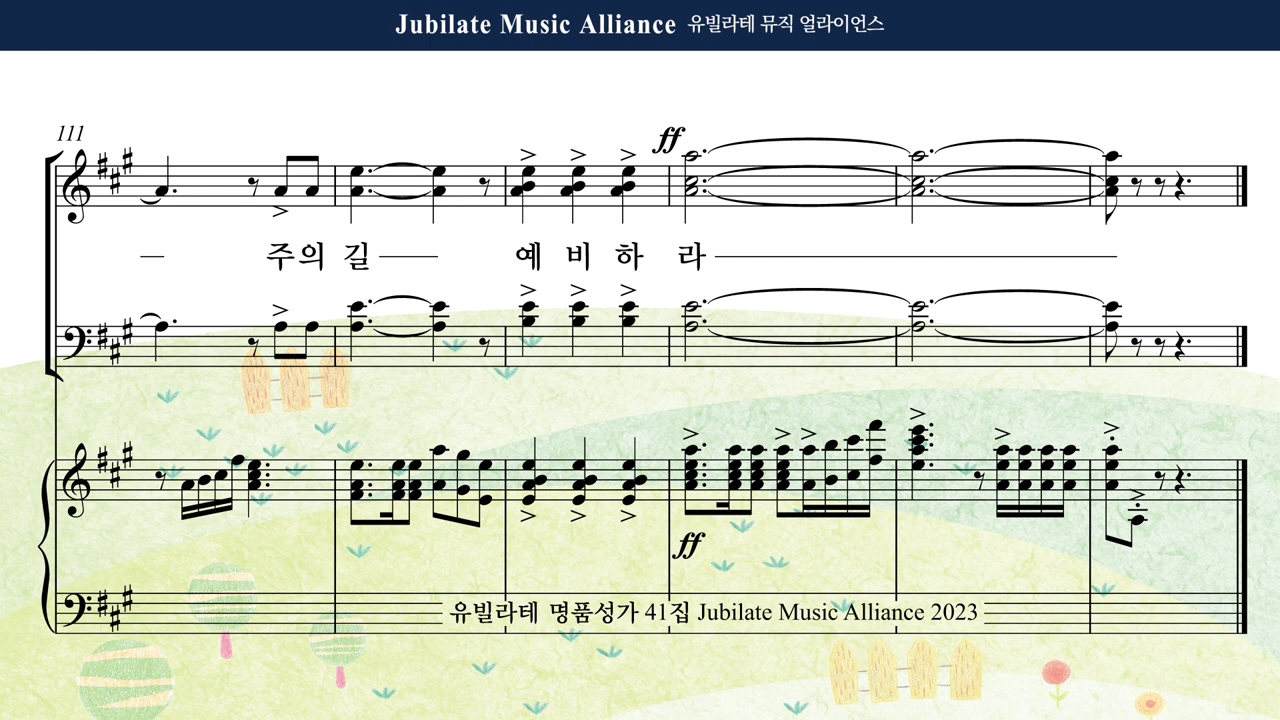 Jubilate Music Alliance 유빌라테 뮤직 얼라이언스
111
ff
주의 길 예 비 하 라
ff
유빌라테 명품성가 41집 Jubilate Music Alliance 2023